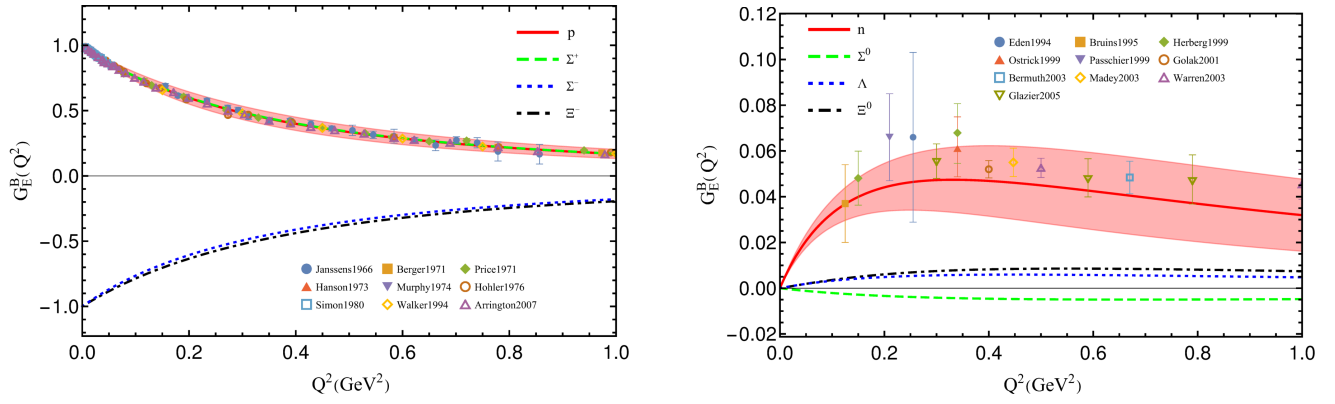 1.0
0.5
0.0
−0.5
−1.0
G_E^B(Q^2)
p
Σ^+
Σ^-
Ξ^-
Janssens1966 Berger1971 Price1971
Hanson1973 Murphy1974 Hohler1976
Simon1980 Walker1994 Arrington2007
0.0 0.2 0.4 0.6 0.8 1.0
Q^2(GeV^2)
0.12
0.10
0.08
0.06
0.04
0.02
0.00
−0.02
G_E^B(Q^2)
n
Σ^0
Λ
Ξ^0
Eden1994 Bruins1995 Herberg1999
Ostrick1999 Passchier1999 Golak2001
Bermuth2003 Madey2003 Warren2003
Glazier2005
0.0 0.2 0.4 0.6 0.8 1.0
Q^2(GeV^2)